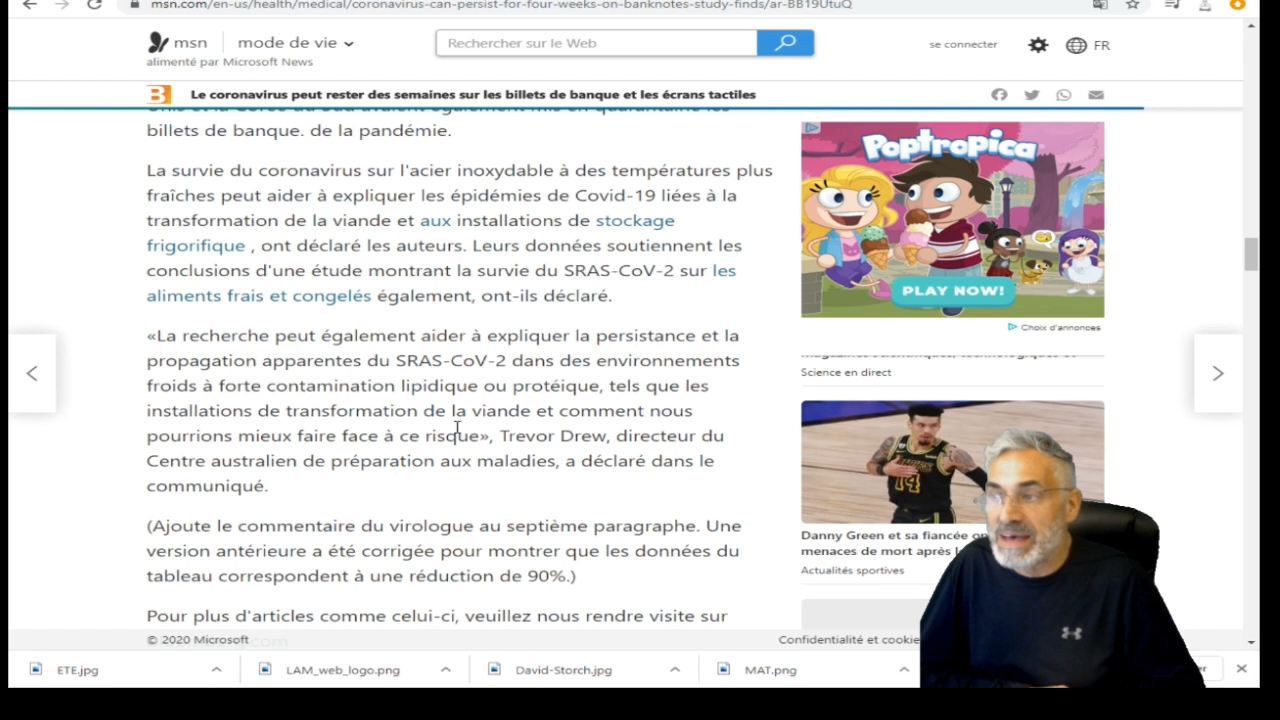 msn.com/en-us/health/medical/coronavirus-can-persist-for-four-weeks-on-banknotes-study-finds/ar-BB19UtuQ
msn
mode de vie
Rechercher sur le Web
se connecter
FR
alimenté par Microsoft News
B
Le coronavirus peut rester des semaines sur les billets de banque et les écrans tactiles
billets de banque. de la pandémie.
La survie du coronavirus sur l'acier inoxydable à des températures plus
fraîches peut aider à expliquer les épidémies de Covid-19 liées à la
transformation de la viande et aux installations de stockage
frigorifique , ont déclaré les auteurs. Leurs données soutiennent les
conclusions d'une étude montrant la survie du SRAS-CoV-2 sur les
aliments frais et congelés également, ont-ils déclaré.
«La recherche peut également aider à expliquer la persistance et la
propagation apparentes du SRAS-CoV-2 dans des environnements
froids à forte contamination lipidique ou protéique, tels que les
installations de transformation de la viande et comment nous
pourrions mieux faire face à ce risque», Trevor Drew, directeur du
Centre australien de préparation aux maladies, a déclaré dans le
communiqué.
(Ajoute le commentaire du virologue au septième paragraphe. Une
version antérieure a été corrigée pour montrer que les données du
tableau correspondent à une réduction de 90%.)
Pour plus d'articles comme celui-ci, veuillez nous rendre visite sur
Poptropica
PLAY NOW!
Choix d'annonces
Science en direct
14
Danny Green et sa fiancée
menaces de mort après
Actualités sportives
© 2020 Microsoft
Confidentialité et cookie
ETE.jpg
LAM_web_logo.png
David-Storch.jpg
MAT.png